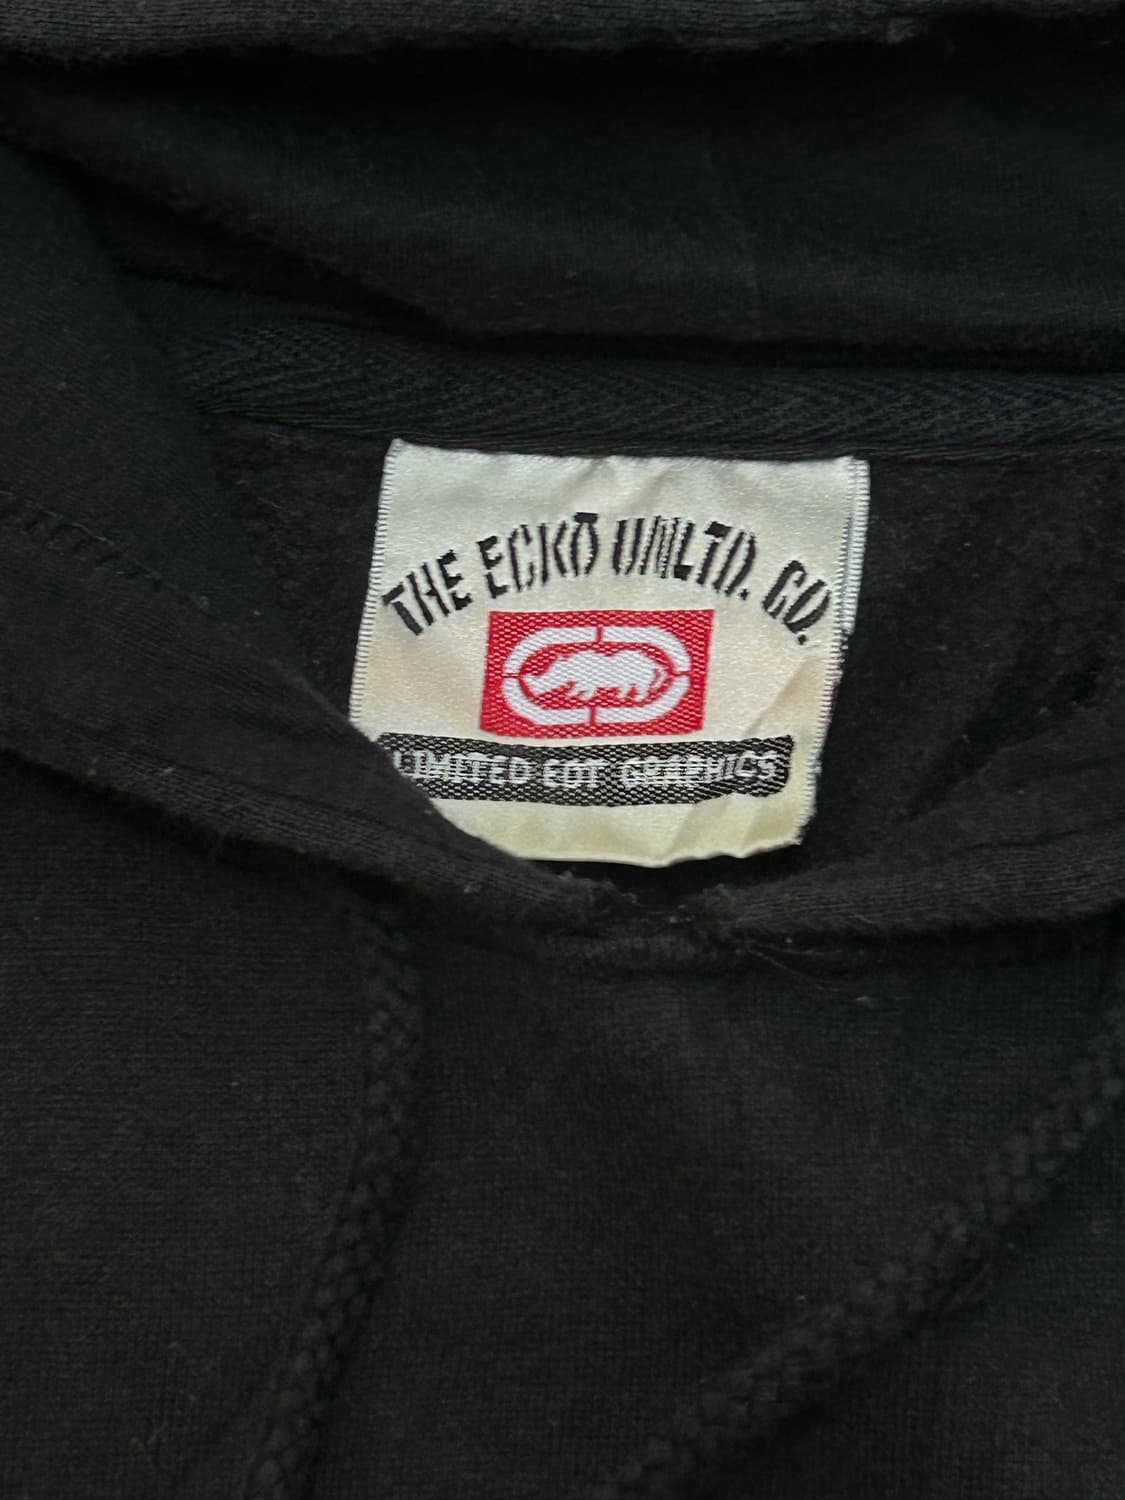 THE ECKO UNLTD. CO.
LIMITED EDT GRAPHICS